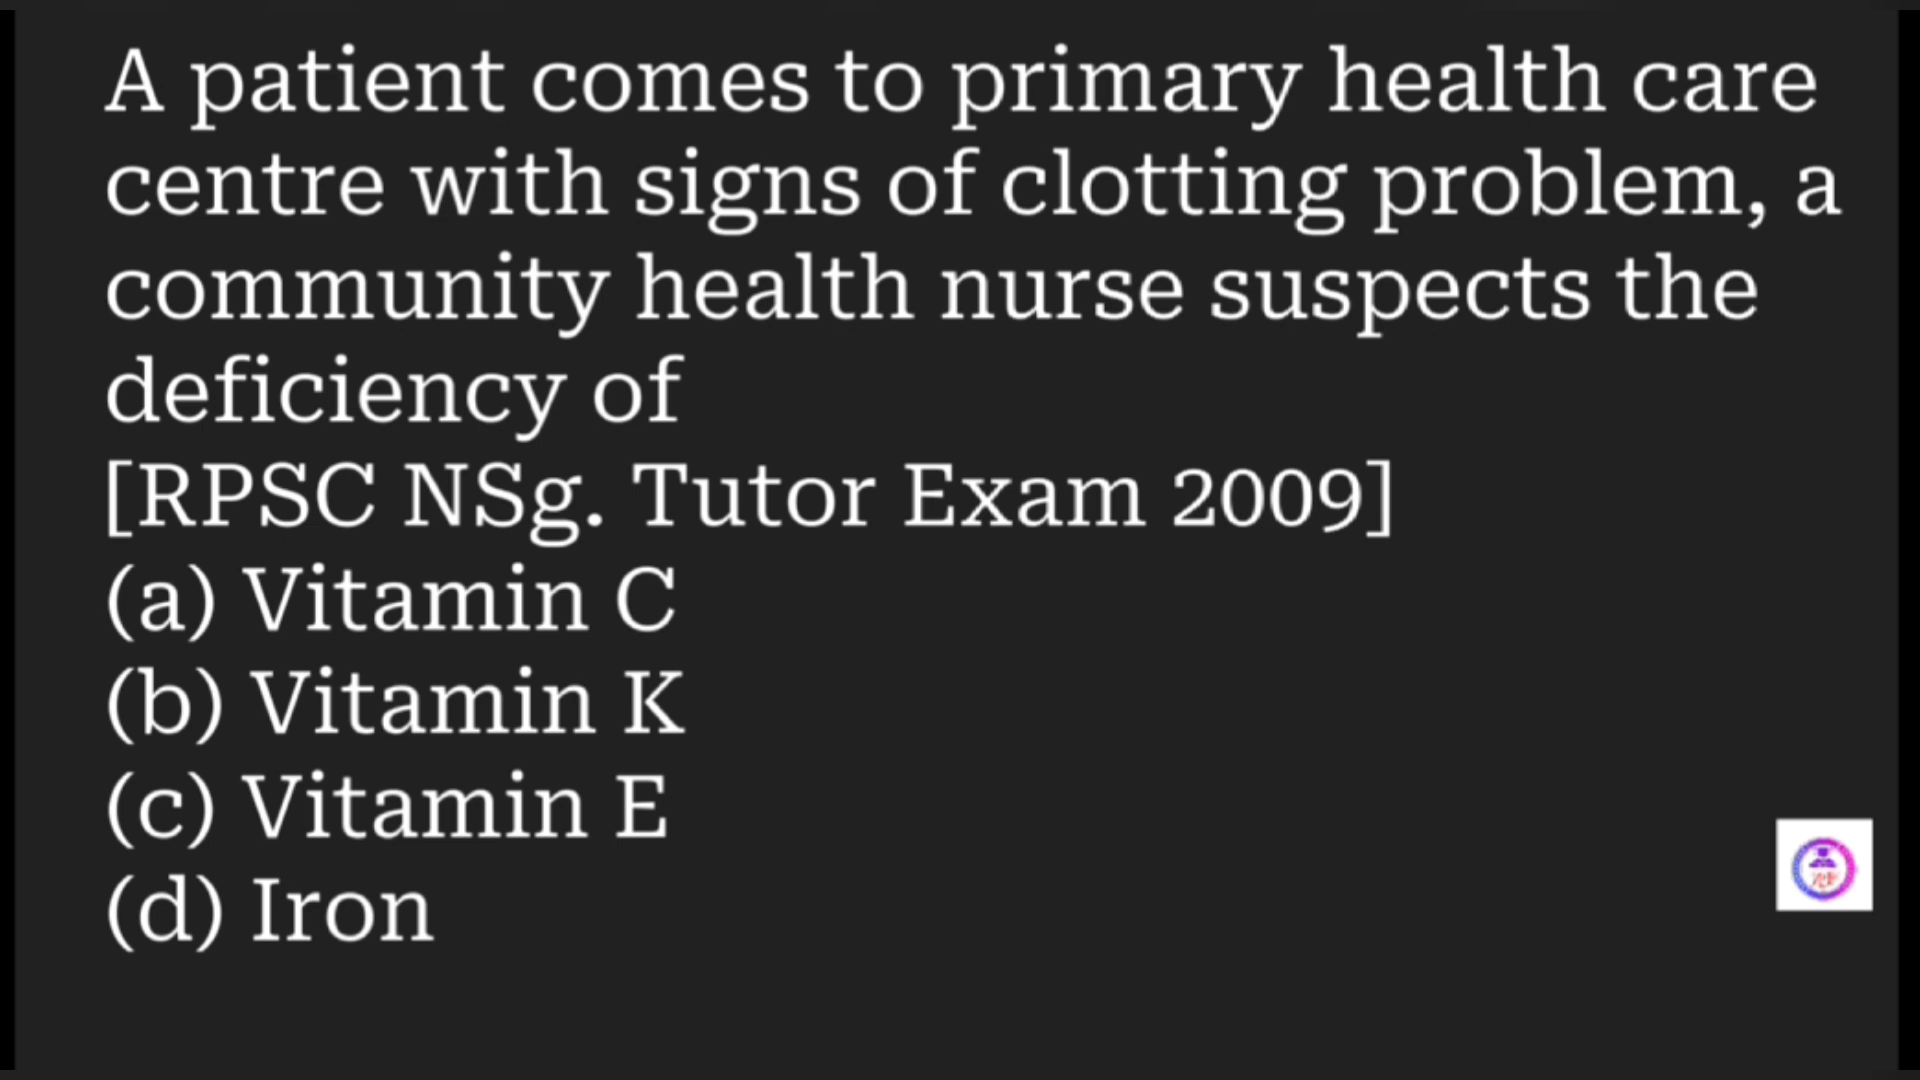 A patient comes to primary health care
centre with signs of clotting problem, a
community health nurse suspects the
deficiency of
[RPSC NSg. Tutor Exam 2009]
(a) Vitamin C
(b) Vitamin K
(c) Vitamin E
(d) Iron